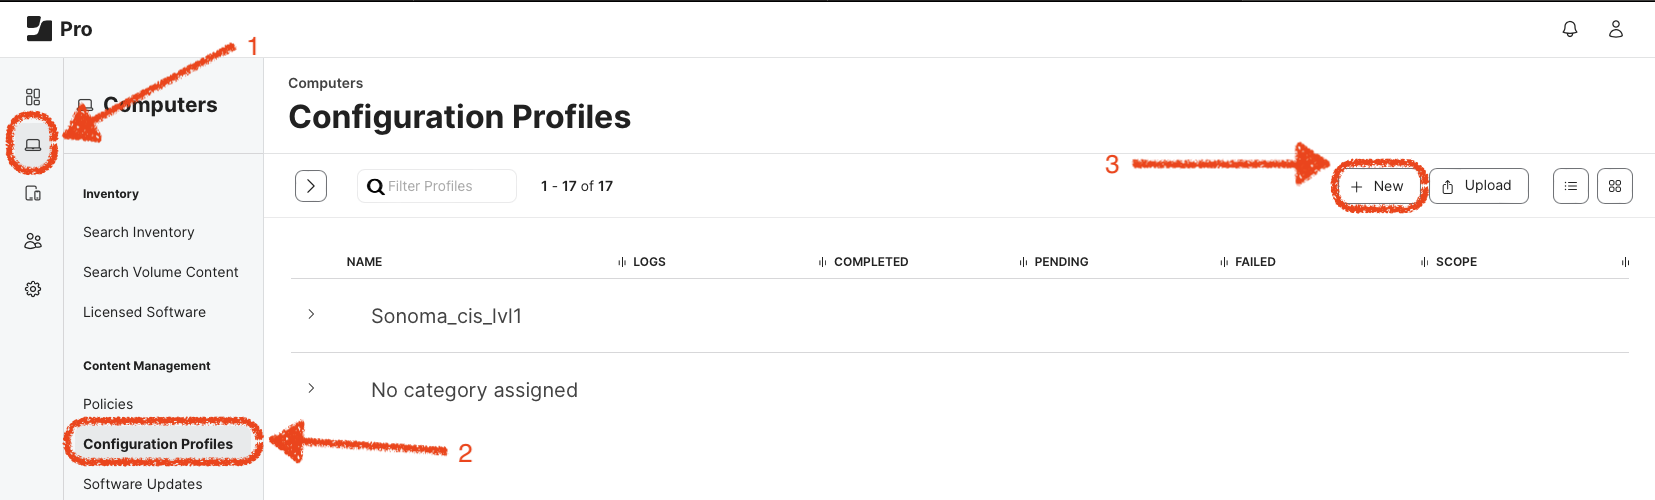 Pro
1
Computers
Computers
Configuration Profiles
3
Filter Profiles
1 - 17 of 17
New
Upload
Inventory
Search Inventory
Search Volume Content
Licensed Software
NAME
LOGS
COMPLETED
PENDING
FAILED
SCOPE
Sonoma_cis_lvl1
Content Management
No category assigned
Policies
Configuration Profiles
2
Software Updates